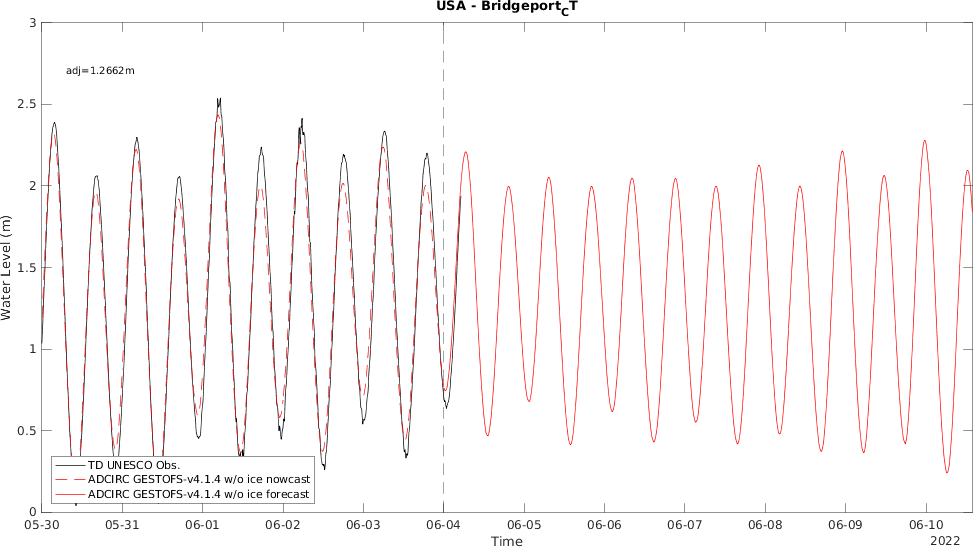 USA - Bridgeport_CT
adj=1.2662m
3
2.5
2
1.5
1
0.5
0
Water Level (m)
TD UNESCO Obs.
ADCIRC GESTOFS-v4.1.4 w/o ice nowcast
ADCIRC GESTOFS-v4.1.4 w/o ice forecast
05-30 05-31 06-01 06-02 06-03 06-04 06-05 06-06 06-07 06-08 06-09 06-10
Time
2022